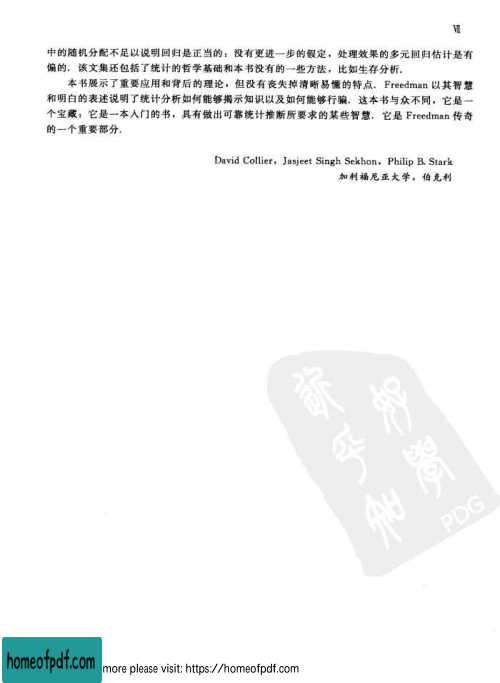 Ⅶ
中的随机分配不足以说明回归是正当的：没有更进一步的假定，处理效果的多元回归估计是有
偏的．该文集还包括了统计的哲学基础和本书没有的一些方法，比如生存分析．
本书展示了重要应用和背后的理论，但没有丧失掉清晰易懂的特点．Freedman 以其智慧
和明白的表述说明了统计分析如何能够揭示知识以及如何能够行骗．这本书与众不同，它是一
个宝藏；它是一本入门的书，具有做出可靠统计推断所要求的某些智慧．它是 Freedman 传奇
的一个重要部分．
David Collier，Jasjeet Singh Sekhon，Philip B. Stark
加利福尼亚大学，伯克利
PDG
homeofpdf.com
more please visit: https://homeofpdf.com